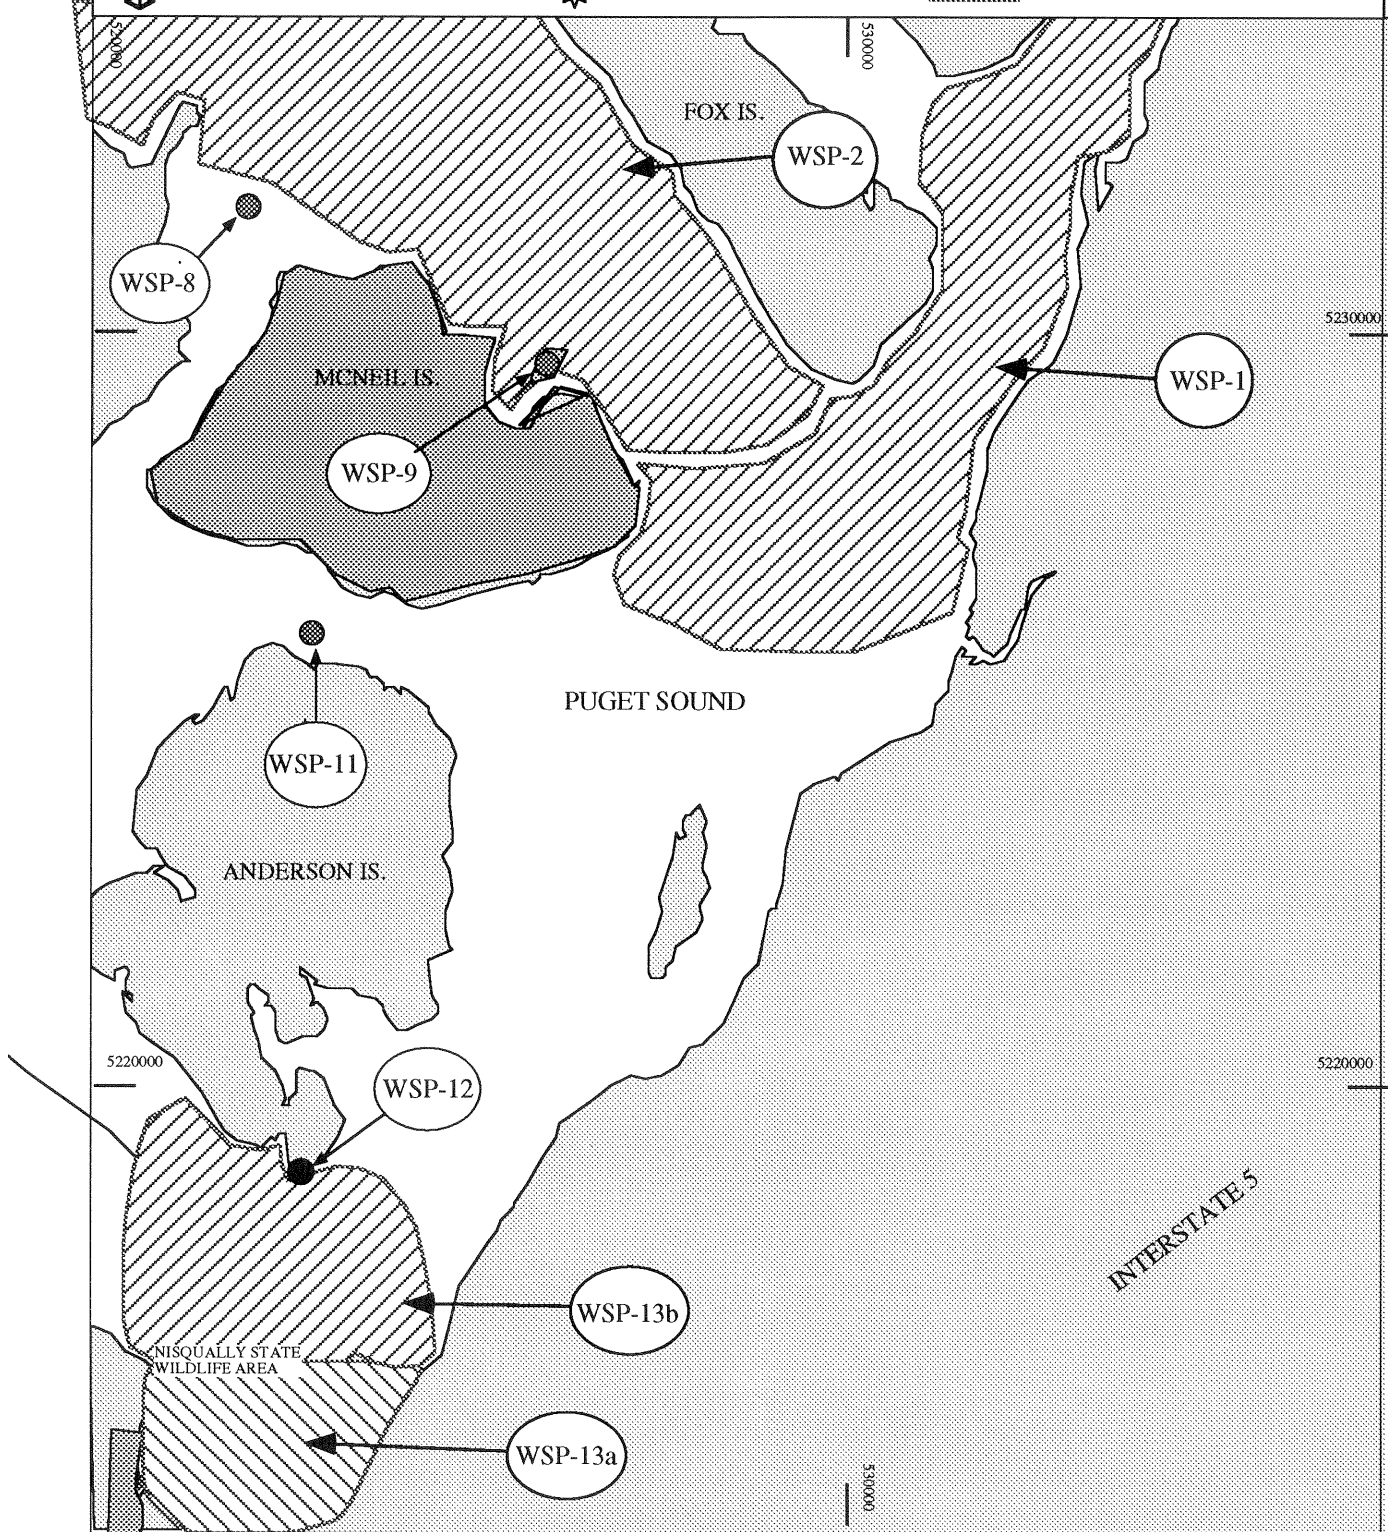 520000
530000
FOX IS.
WSP-2
WSP-8
5230000
MCNEIL IS.
WSP-1
WSP-9
PUGET SOUND
WSP-11
ANDERSON IS.
5220000
5220000
WSP-12
INTERSTATE 5
WSP-13b
NISQUALLY STATE
WILDLIFE AREA
WSP-13a
530000